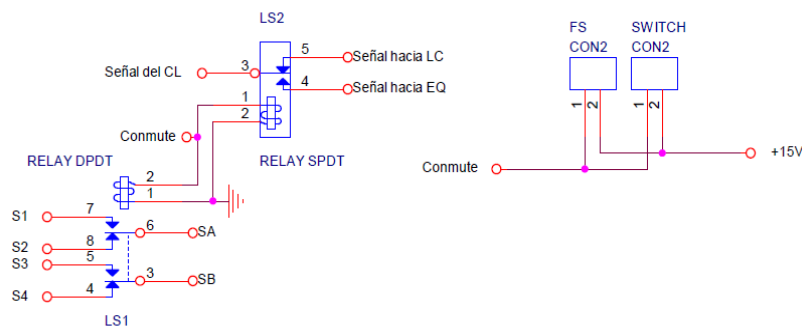 LS2
Señal del CL
3
5
Señal hacia LC
4
Señal hacia EQ
1
2
Conmute
RELAY DPDT
RELAY SPDT
2
1
S1
7
6
SA
S2
8
S3
5
3
SB
S4
4
LS1
FS
CON2
SWITCH
CON2
1
2
1
2
Conmute
+15V